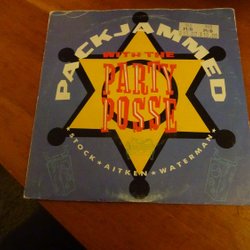 PACKJAMMED
WITH THE
PARTY
POSSE
STOCK ★ AITKEN ★ WATERMAN